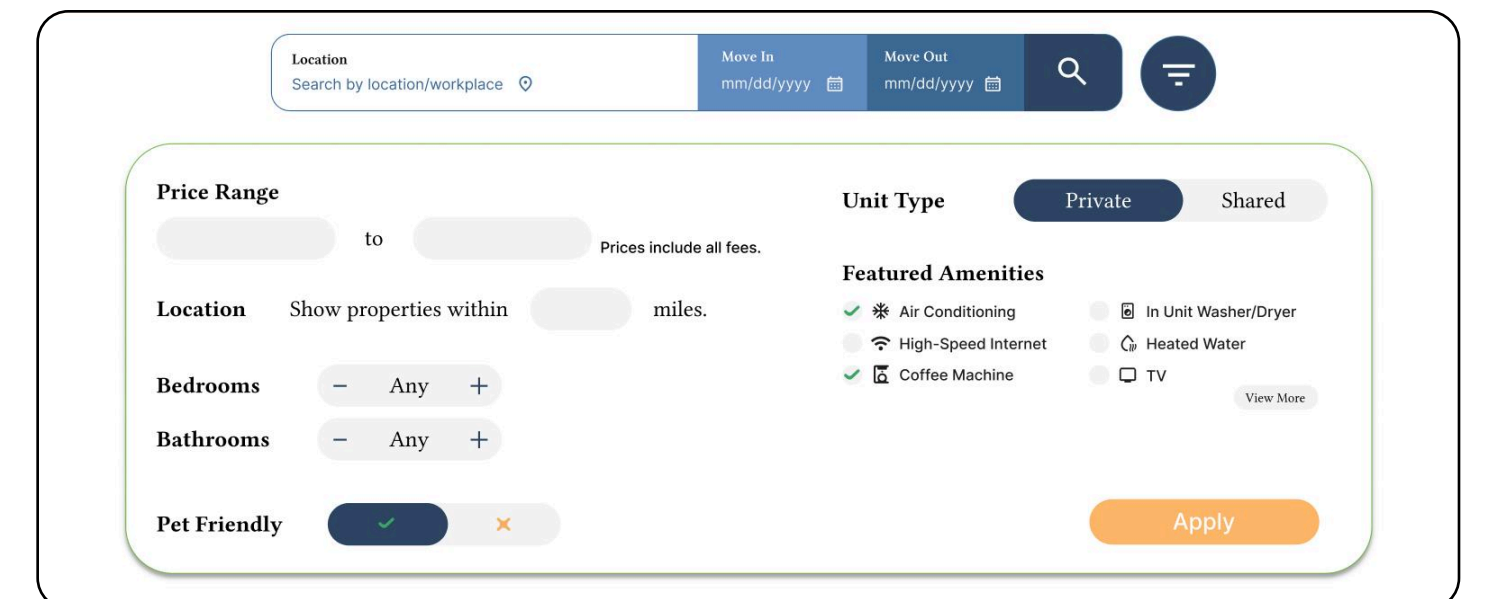 Location
Search by location/workplace
Move In
mm/dd/yyyy
Move Out
mm/dd/yyyy
Price Range
to
Prices include all fees.
Location Show properties within miles.
Bedrooms − Any +
Bathrooms − Any +
Pet Friendly
Unit Type Private Shared
Featured Amenities
Air Conditioning
High-Speed Internet
Coffee Machine
In Unit Washer/Dryer
Heated Water
TV
View More
Apply